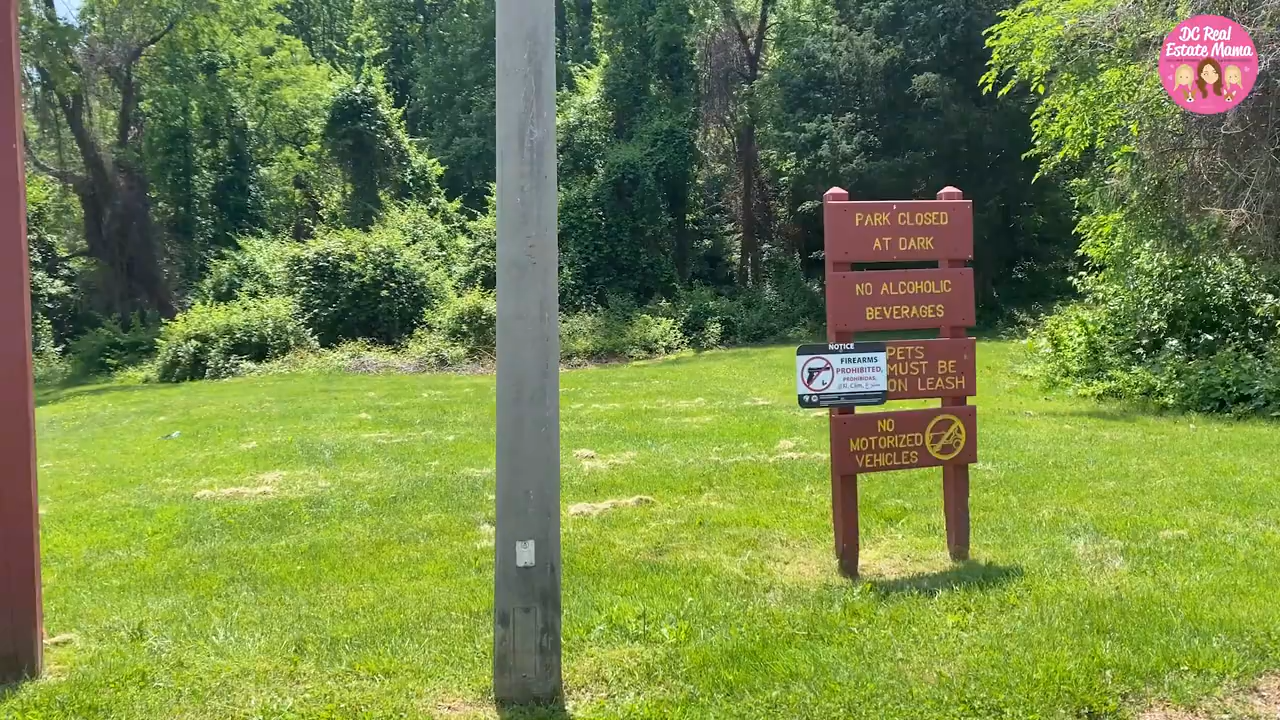 DC Real
Estate Mama
PARK CLOSED
AT DARK
NO ALCOHOLIC
BEVERAGES
NOTICE
FIREARMS
PROHIBITED.
PROHIBIDAS.
PETS
MUST BE
ON LEASH
NO
MOTORIZED
VEHICLES